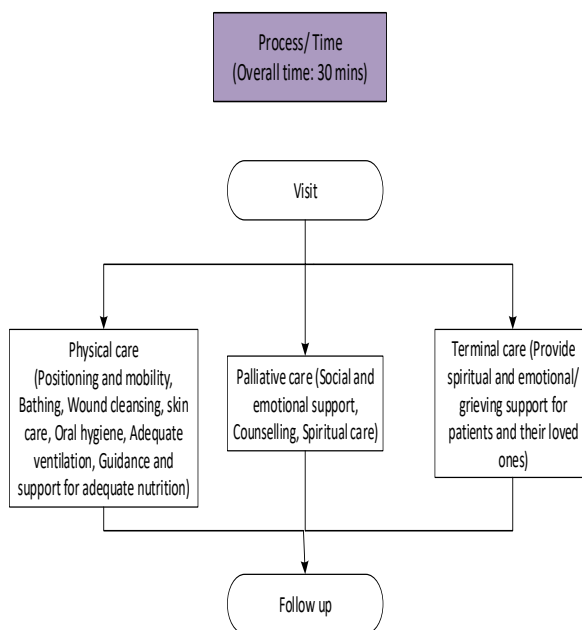 Process/ Time
(Overall time: 30 mins)
Visit
Physical care
(Positioning and mobility,
Bathing, Wound cleansing, skin
care, Oral hygiene, Adequate
ventilation, Guidance and
support for adequate nutrition)
Palliative care (Social and
emotional support,
Counselling, Spiritual care)
Terminal care (Provide
spiritual and emotional/
grieving support for
patients and their loved
ones)
Follow up